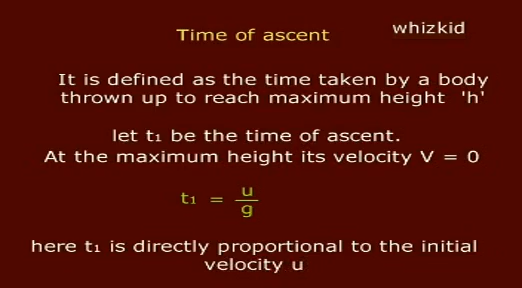 Time of ascent
whizkid
It is defined as the time taken by a body
thrown up to reach maximum height 'h'
let t₁ be the time of ascent.
At the maximum height its velocity V = 0
t₁ = u/g
here t₁ is directly proportional to the initial
velocity u